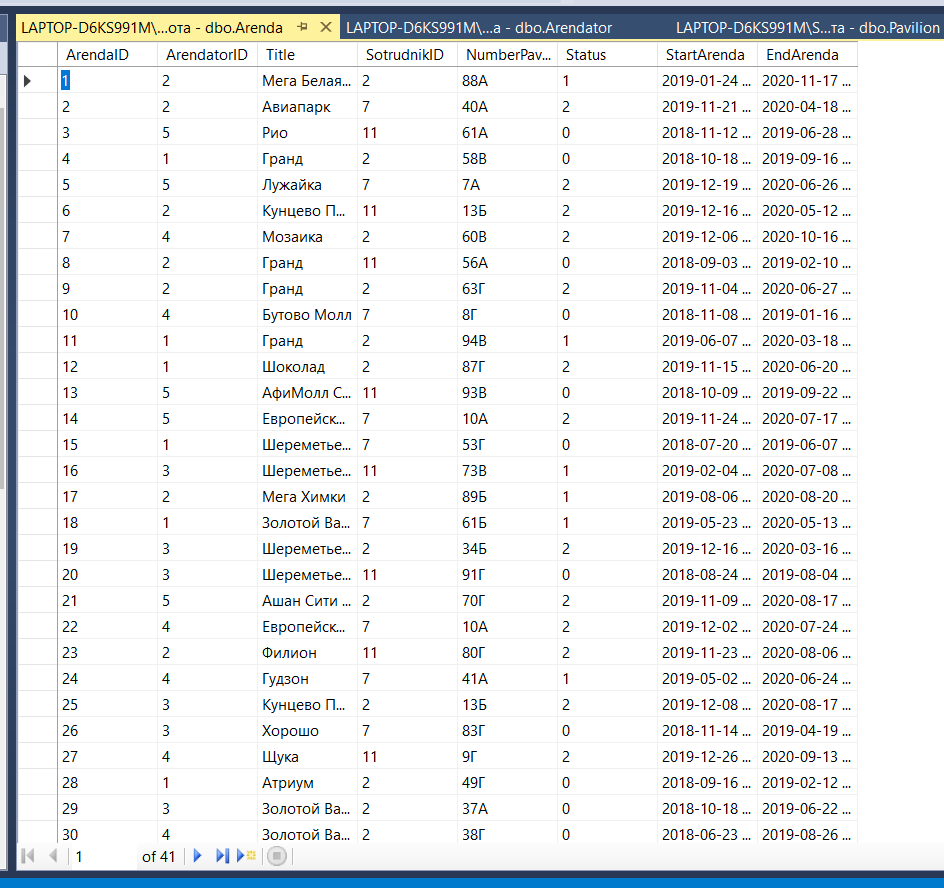 LAPTOP-D6KS991M\...ота - dbo.Arenda LAPTOP-D6KS991M\...а - dbo.Arendator LAPTOP-D6KS991M\S...та - dbo.Pavilion
ArendaID ArendatorID Title SotrudnikID NumberPav... Status StartArenda EndArenda
1 2 Мега Белая... 2 88А 1 2019-01-24 ... 2020-11-17 ...
2 2 Авиапарк 7 40А 2 2019-11-21 ... 2020-04-18 ...
3 5 Рио 11 61А 0 2018-11-12 ... 2019-06-28 ...
4 1 Гранд 2 58В 0 2018-10-18 ... 2019-09-16 ...
5 5 Лужайка 7 7А 2 2019-12-19 ... 2020-06-26 ...
6 2 Кунцево П... 11 13Б 2 2019-12-16 ... 2020-05-12 ...
7 4 Мозаика 2 60В 2 2019-12-06 ... 2020-10-16 ...
8 2 Гранд 11 56А 0 2018-09-03 ... 2019-02-10 ...
9 2 Гранд 2 63Г 2 2019-11-04 ... 2020-06-27 ...
10 4 Бутово Молл 7 8Г 0 2018-11-08 ... 2019-01-16 ...
11 1 Гранд 2 94В 1 2019-06-07 ... 2020-03-18 ...
12 1 Шоколад 2 87Г 2 2019-11-15 ... 2020-06-20 ...
13 5 АфиМолл С... 11 93В 0 2018-10-09 ... 2019-09-22 ...
14 5 Европейск... 7 10А 2 2019-11-24 ... 2020-07-17 ...
15 1 Шереметье... 7 53Г 0 2018-07-20 ... 2019-06-07 ...
16 3 Шереметье... 11 73В 1 2019-02-04 ... 2020-07-08 ...
17 2 Мега Химки 2 89Б 1 2019-08-06 ... 2020-08-20 ...
18 1 Золотой Ва... 7 61Б 1 2019-05-23 ... 2020-05-13 ...
19 3 Шереметье... 2 34Б 2 2019-12-16 ... 2020-03-16 ...
20 3 Шереметье... 11 91Г 0 2018-08-24 ... 2019-08-04 ...
21 5 Ашан Сити ... 2 70Г 2 2019-11-09 ... 2020-08-17 ...
22 4 Европейск... 7 10А 2 2019-12-02 ... 2020-07-24 ...
23 2 Филион 11 80Г 2 2019-11-23 ... 2020-08-06 ...
24 4 Гудзон 7 41А 1 2019-05-02 ... 2020-06-24 ...
25 3 Кунцево П... 2 13Б 2 2019-12-08 ... 2020-08-17 ...
26 3 Хорошо 7 83Г 0 2018-11-14 ... 2019-04-19 ...
27 4 Щука 11 9Г 2 2019-12-26 ... 2020-09-13 ...
28 1 Атриум 2 49Г 0 2018-09-16 ... 2019-02-12 ...
29 3 Золотой Ва... 2 37А 0 2018-10-18 ... 2019-06-22 ...
30 4 Золотой Ва... 2 38Г 0 2018-06-23 ... 2019-08-26 ...
1 of 41